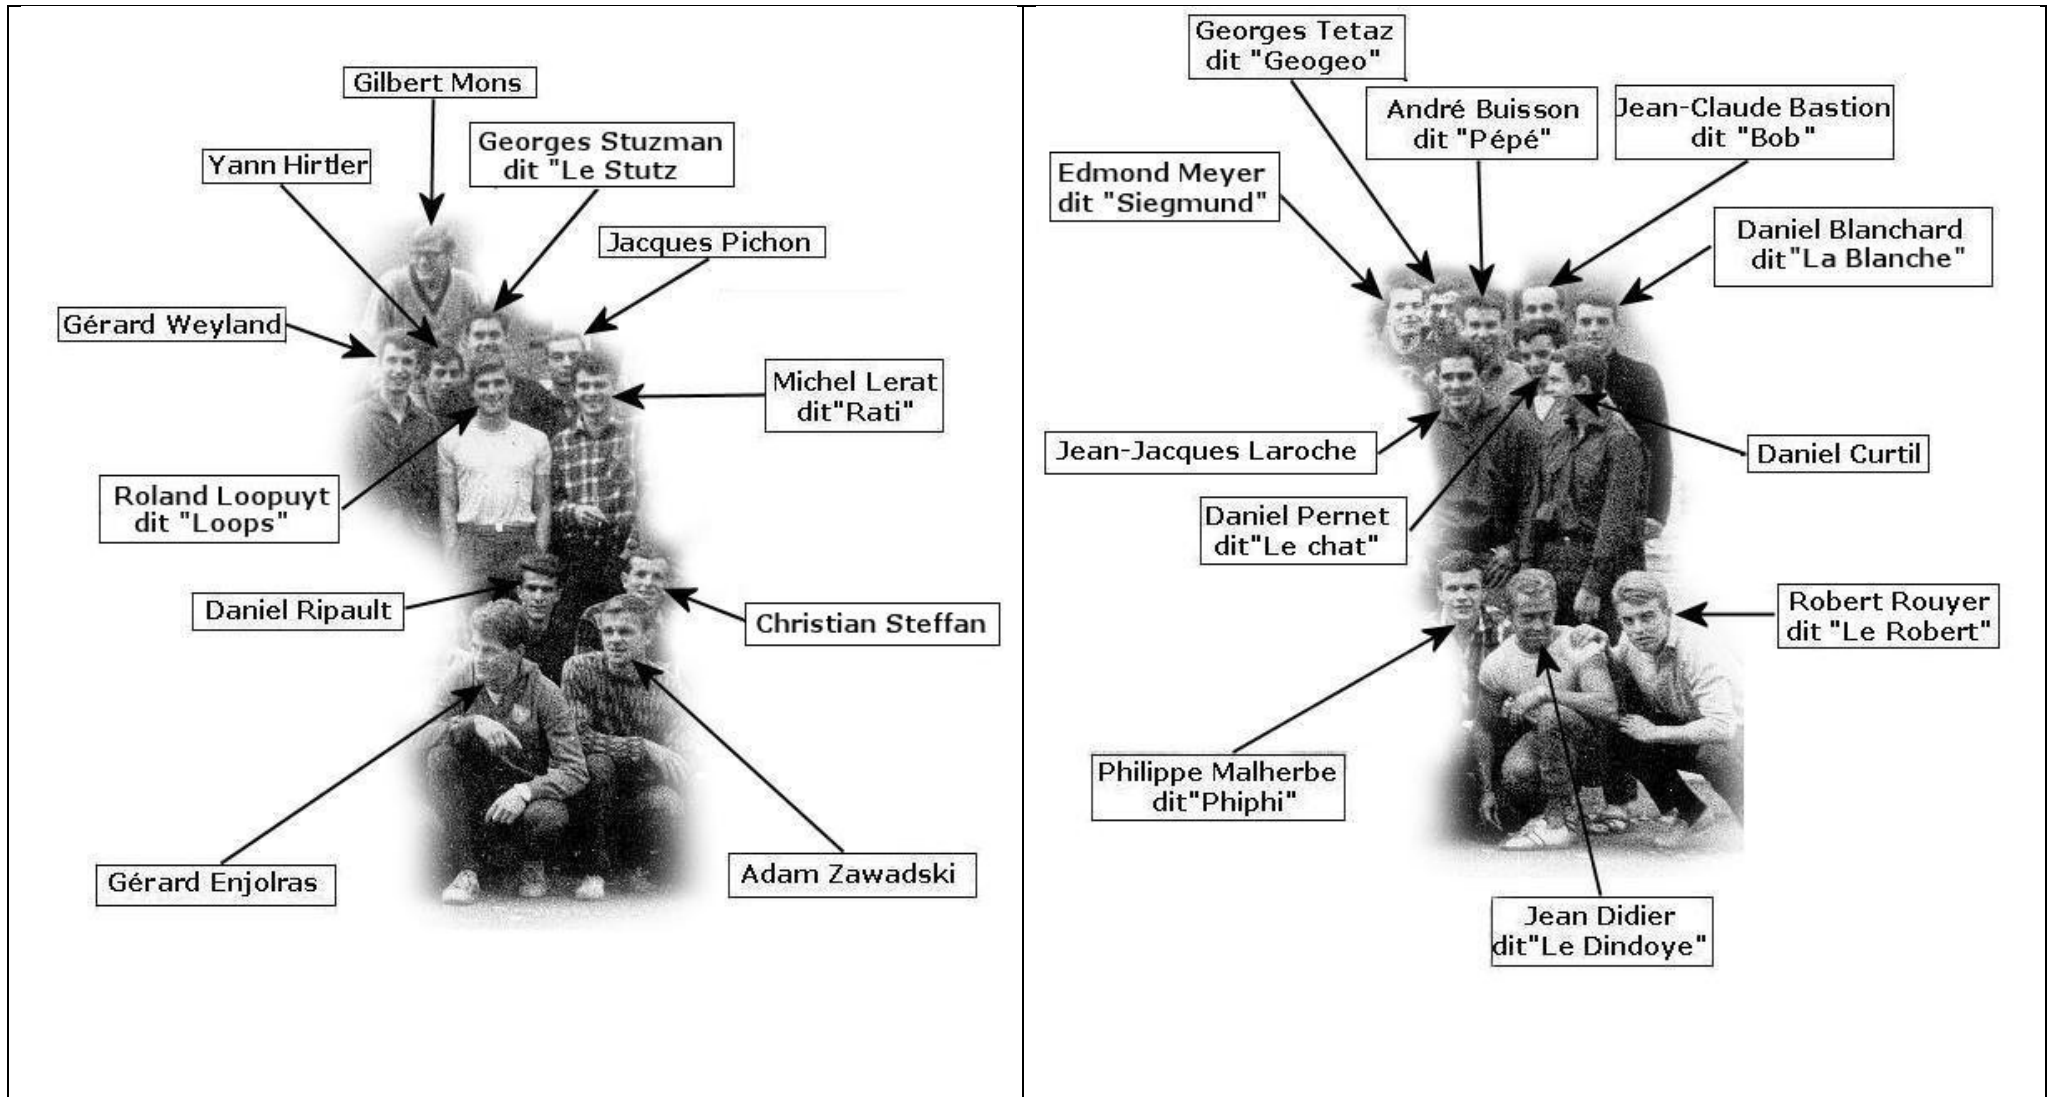 Gilbert Mons
Georges Stuzman
dit "Le Stutz
Yann Hirtler
Jacques Pichon
Gérard Weyland
Michel Lerat
dit"Rati"
Roland Loopuyt
dit "Loops"
Daniel Ripault
Christian Steffan
Gérard Enjolras
Adam Zawadski
Georges Tetaz
dit "Geogeo"
André Buisson
dit "Pépé"
Jean-Claude Bastion
dit "Bob"
Edmond Meyer
dit "Siegmund"
Daniel Blanchard
dit"La Blanche"
Jean-Jacques Laroche
Daniel Curtil
Daniel Pernet
dit"Le chat"
Robert Rouyer
dit "Le Robert"
Philippe Malherbe
dit"Phiphi"
Jean Didier
dit"Le Dindoye"